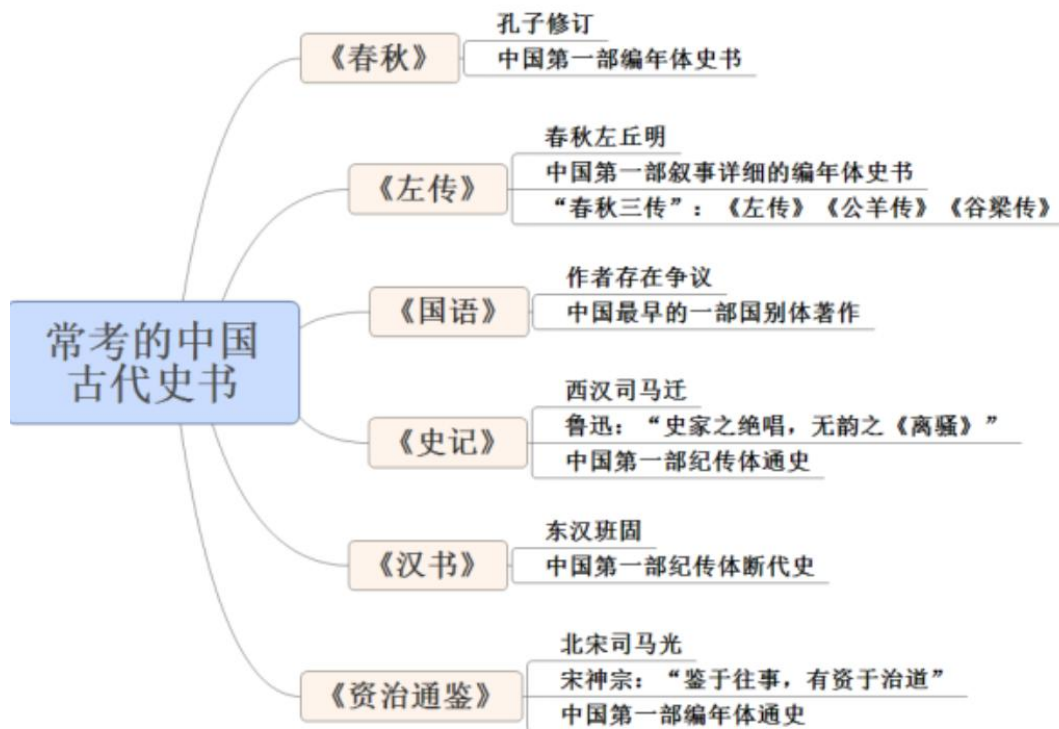 常考的中国
古代史书
《春秋》
孔子修订
中国第一部编年体史书
《左传》
春秋左丘明
中国第一部叙事详细的编年体史书
“春秋三传”：《左传》《公羊传》《谷梁传》
《国语》
作者存在争议
中国最早的一部国别体著作
《史记》
西汉司马迁
鲁迅：“史家之绝唱，无韵之《离骚》”
中国第一部纪传体通史
《汉书》
东汉班固
中国第一部纪传体断代史
《资治通鉴》
北宋司马光
宋神宗：“鉴于往事，有资于治道”
中国第一部编年体通史